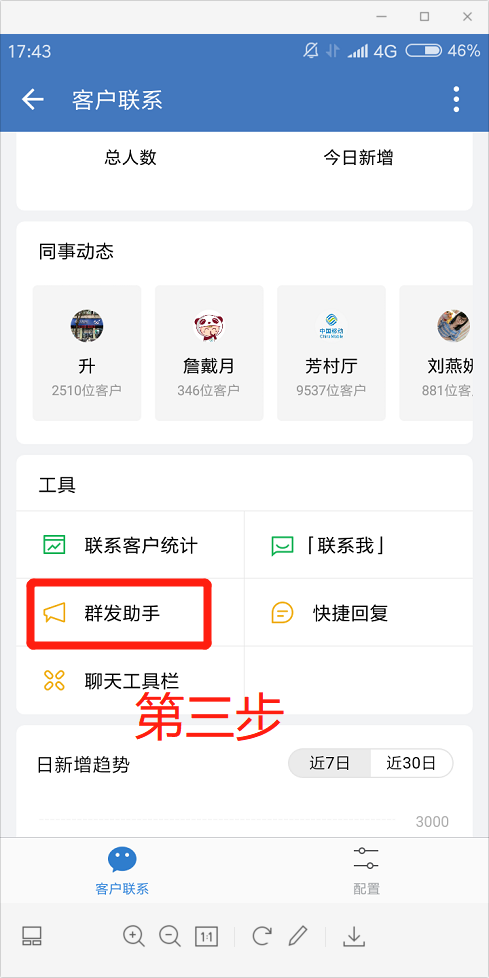 17:43
4G
46%
客户联系
总人数
今日新增
同事动态
升
2510位客户
詹戴月
346位客户
中国移动
China Mobile
芳村厅
9537位客户
刘燕妍
881位客
工具
联系客户统计
「联系我」
群发助手
快捷回复
聊天工具栏
第三步
日新增趋势
近7日
近30日
3000
客户联系
配置
1:1